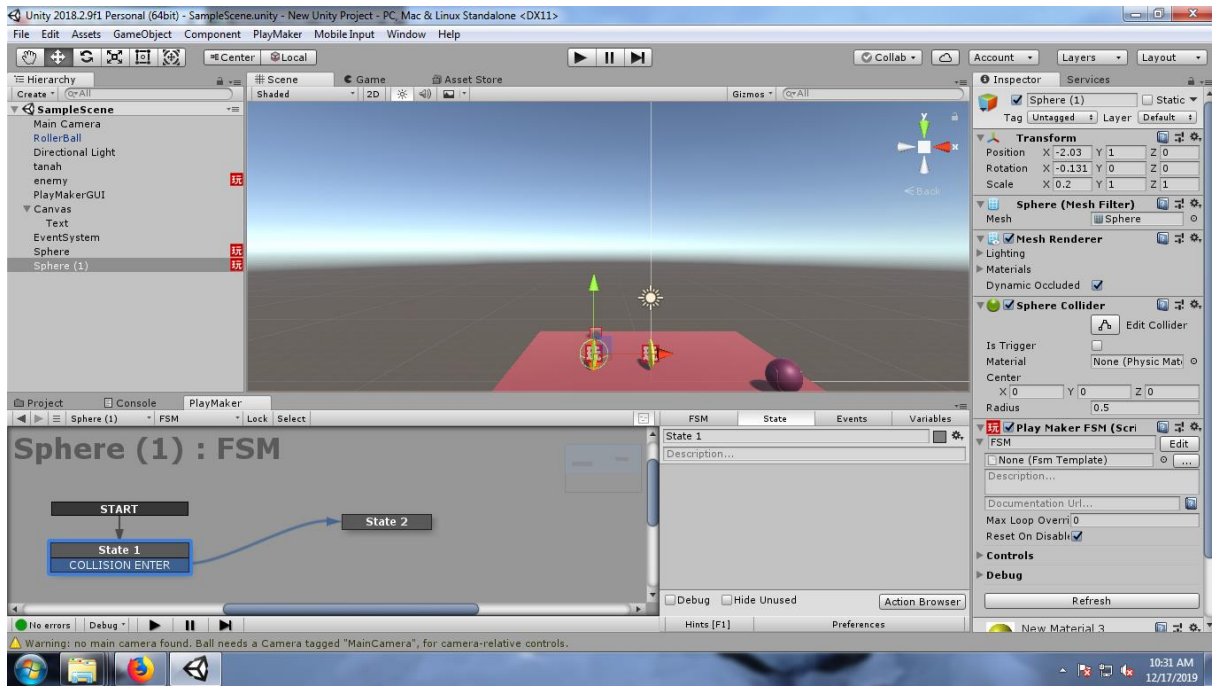 Unity 2018.2.9f1 Personal (64bit) - SampleScene.unity - New Unity Project - PC, Mac & Linux Standalone <DX11>
File Edit Assets GameObject Component PlayMaker Mobile Input Window Help
Center Local Collab Account Layers Layout
Hierarchy
Create All
SampleScene
Main Camera
RollerBall
Directional Light
tanah
enemy 玩
PlayMakerGUI
Canvas
Text
EventSystem
Sphere 玩
Sphere (1) 玩
Scene Game Asset Store
Shaded 2D Gizmos All
y
x
Back
Inspector Services
Sphere (1) Static
Tag Untagged Layer Default
Transform
Position X -2.03 Y 1 Z 0
Rotation X -0.131 Y 0 Z 0
Scale X 0.2 Y 1 Z 1
Sphere (Mesh Filter)
Mesh Sphere
Mesh Renderer
Lighting
Materials
Dynamic Occluded
Sphere Collider
Edit Collider
Is Trigger
Material None (Physic Mat
Center
X 0 Y 0 Z 0
Radius 0.5
玩 Play Maker FSM (Scri
FSM Edit
None (Fsm Template) ...
Description...
Documentation Url...
Max Loop Overri 0
Reset On Disabl
Controls
Debug
Refresh
New Material 3
Project Console PlayMaker
Sphere (1) FSM Lock Select
Sphere (1) : FSM
START
State 1
COLLISION ENTER
State 2
FSM State Events Variables
State 1
Description...
Debug Hide Unused Action Browser
No errors Debug Hints [F1] Preferences
Warning: no main camera found. Ball needs a Camera tagged "MainCamera", for camera-relative controls.
10:31 AM
12/17/2019